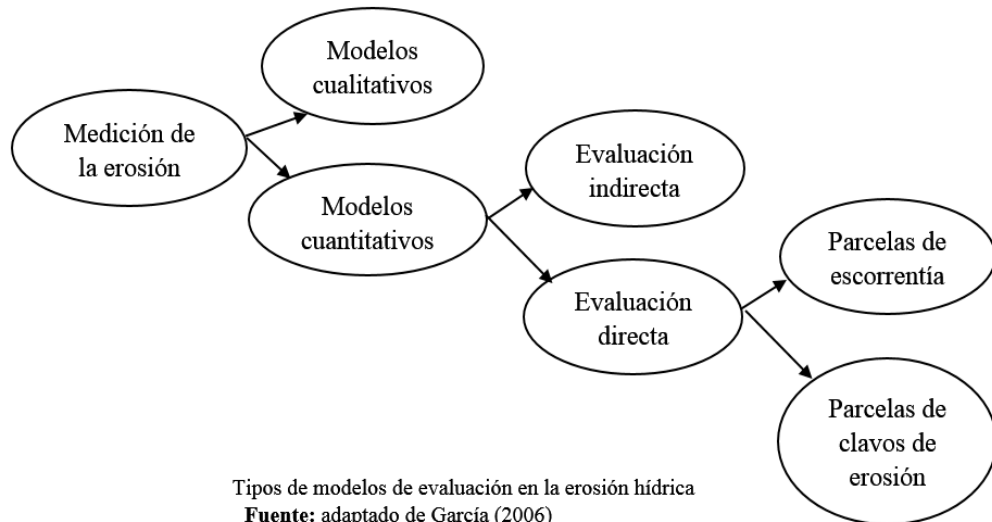 Modelos
cualitativos
Medición de
la erosión
Modelos
cuantitativos
Evaluación
indirecta
Evaluación
directa
Parcelas de
escorrentía
Parcelas de
clavos de
erosión
Tipos de modelos de evaluación en la erosión hídrica
Fuente: adaptado de García (2006)